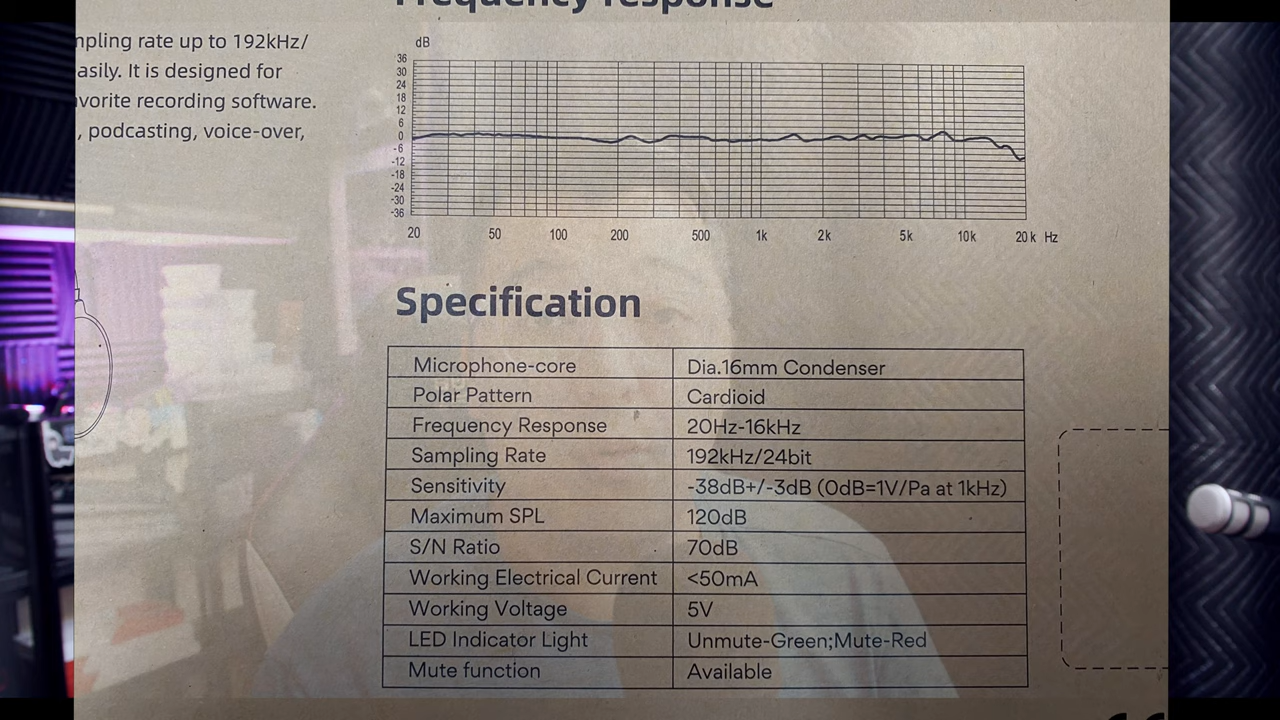 Frequency response
mpling rate up to 192kHz/
asily. It is designed for
avorite recording software.
, podcasting, voice-over,
dB
36
30
24
18
12
6
0
-6
-12
-18
-24
-30
-36
20 50 100 200 500 1k 2k 5k 10k 20k Hz
Specification
Microphone-core Dia.16mm Condenser
Polar Pattern Cardioid
Frequency Response 20Hz-16kHz
Sampling Rate 192kHz/24bit
Sensitivity -38dB+/-3dB (0dB=1V/Pa at 1kHz)
Maximum SPL 120dB
S/N Ratio 70dB
Working Electrical Current <50mA
Working Voltage 5V
LED Indicator Light Unmute-Green;Mute-Red
Mute function Available